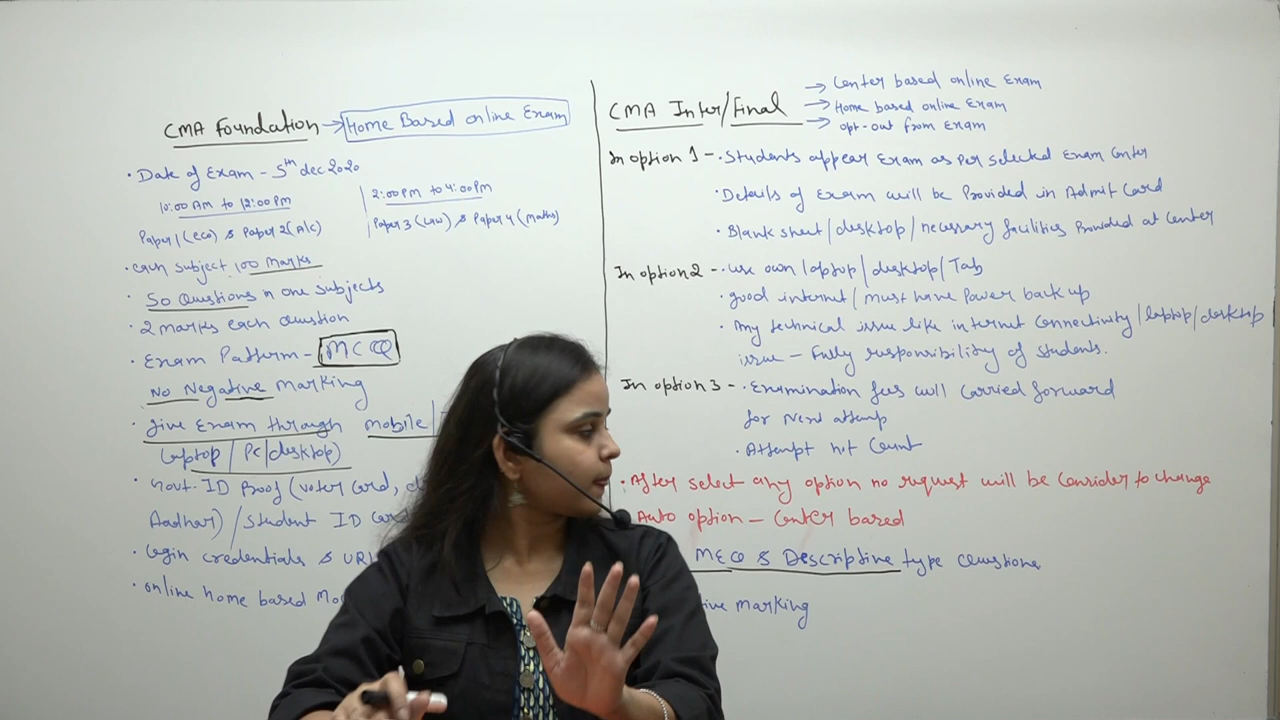 CMA Foundation → Home Based online Exam
• Date of Exam - 5th dec 2020
10:00 AM to 12:00 PM
2:00 PM to 4:00 PM
Paper 1 (eco) & Paper 2 (A/c)
Paper 3 (Law) & Paper 4 (Maths)
• each subject 100 Marks
• 50 Questions in one subjects
• 2 marks each Question
• Exam Pattern - MCQ
No Negative Marking
• give Exam through mobile /
laptop / Pc/desktop)
• Govt. ID Proof (voter Card,
Aadhar) / Student ID Card
• login credentials & URL
• online home based
CMA Inter/Final
→ Center based online Exam
→ Home based online Exam
→ opt-out from Exam
In option 1 - • Students appear Exam as per selected Exam Center
• Details of Exam will be Provided in Admit Card
• Blank sheet / desktop / necessary facilities Provided at Center
In option 2 - • use own laptop / desktop / Tab
• good internet / must have Power back up
• Any technical issue like internet Connectivity / laptop / desktop
issue - Fully responsibility of Students.
In option 3 - • Examination fees will Carried forward
for Next attemp
• Attempt not Count
• After select any option no request will be Consider to change
Auto option - Center based
MCQ & Descriptive type Questions
Marking